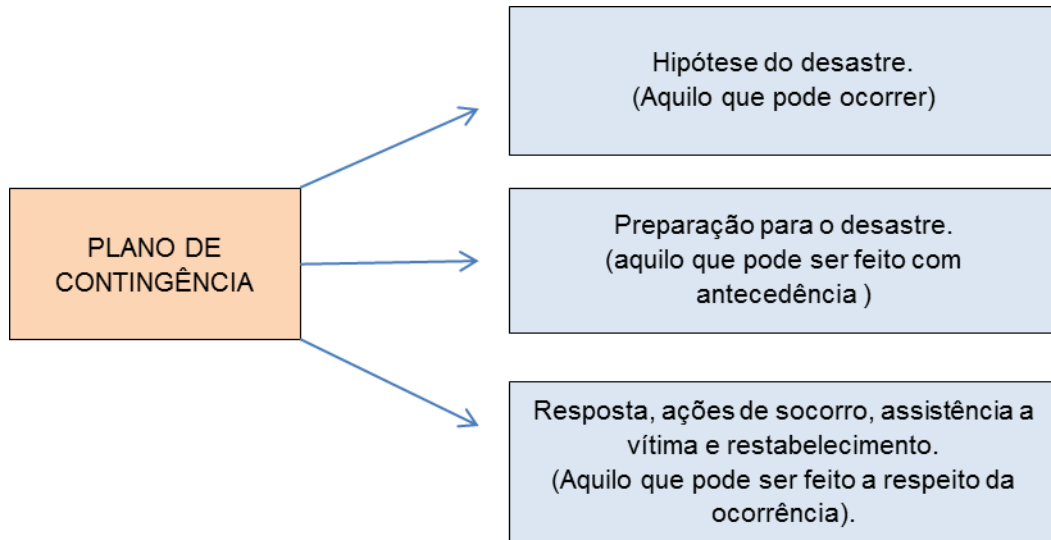 Hipótese do desastre.
(Aquilo que pode ocorrer)
PLANO DE
CONTINGÊNCIA
Preparação para o desastre.
(aquilo que pode ser feito com
antecedência )
Resposta, ações de socorro, assistência a
vítima e restabelecimento.
(Aquilo que pode ser feito a respeito da
ocorrência).